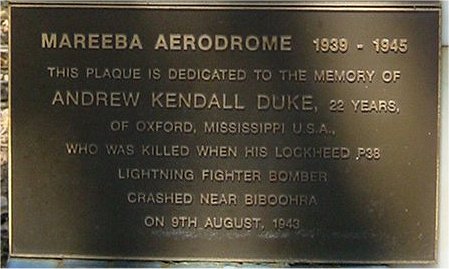 MAREEBA AERODROME 1939 - 1945
THIS PLAQUE IS DEDICATED TO THE MEMORY OF
ANDREW KENDALL DUKE, 22 YEARS,
OF OXFORD, MISSISSIPPI U.S.A.,
WHO WAS KILLED WHEN HIS LOCKHEED P38
LIGHTNING FIGHTER BOMBER
CRASHED NEAR BIBOOHRA
ON 9TH AUGUST, 1943